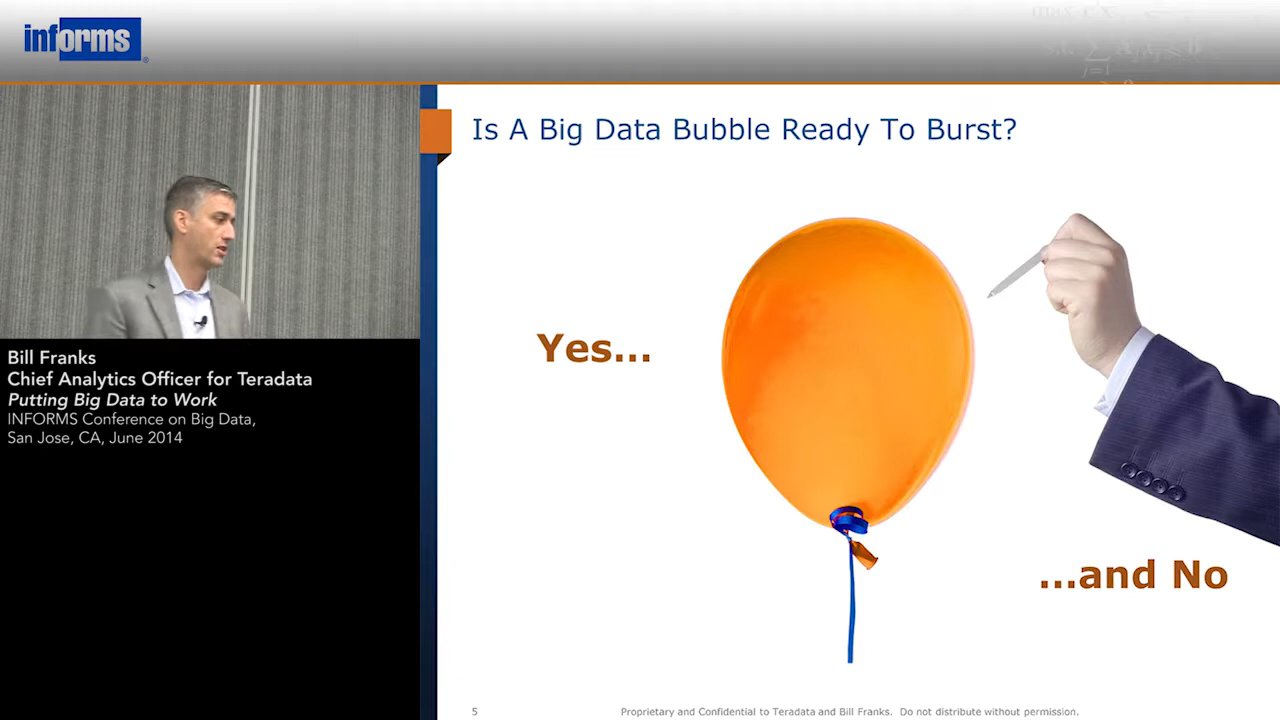 informs
Is A Big Data Bubble Ready To Burst?
Yes...
...and No
Bill Franks
Chief Analytics Officer for Teradata
Putting Big Data to Work
INFORMS Conference on Big Data,
San Jose, CA, June 2014
5
Proprietary and Confidential to Teradata and Bill Franks. Do not distribute without permission.